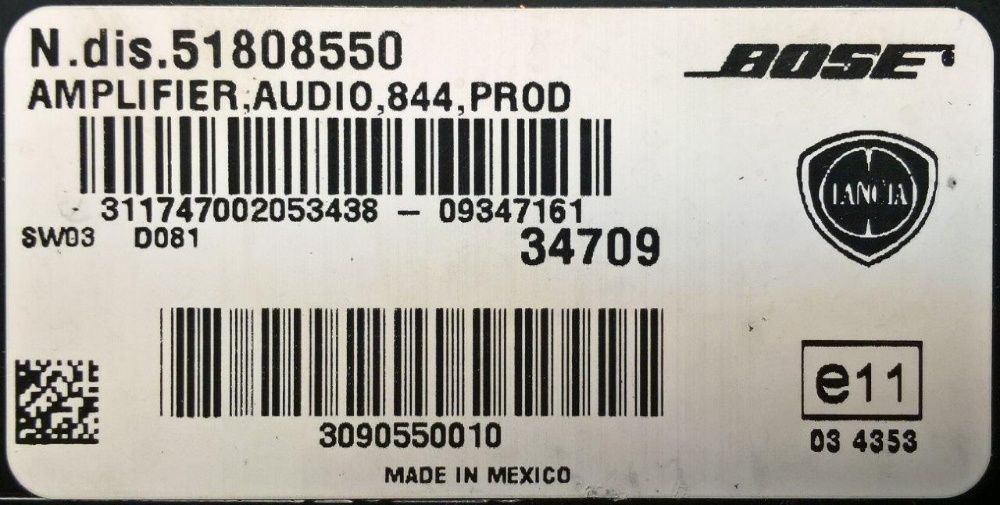 N.dis.51808550
BOSE
AMPLIFIER,AUDIO,844,PROD
311747002053438 – 09347161
LANCIA
SW03 D081
34709
e11
03 4353
3090550010
MADE IN MEXICO